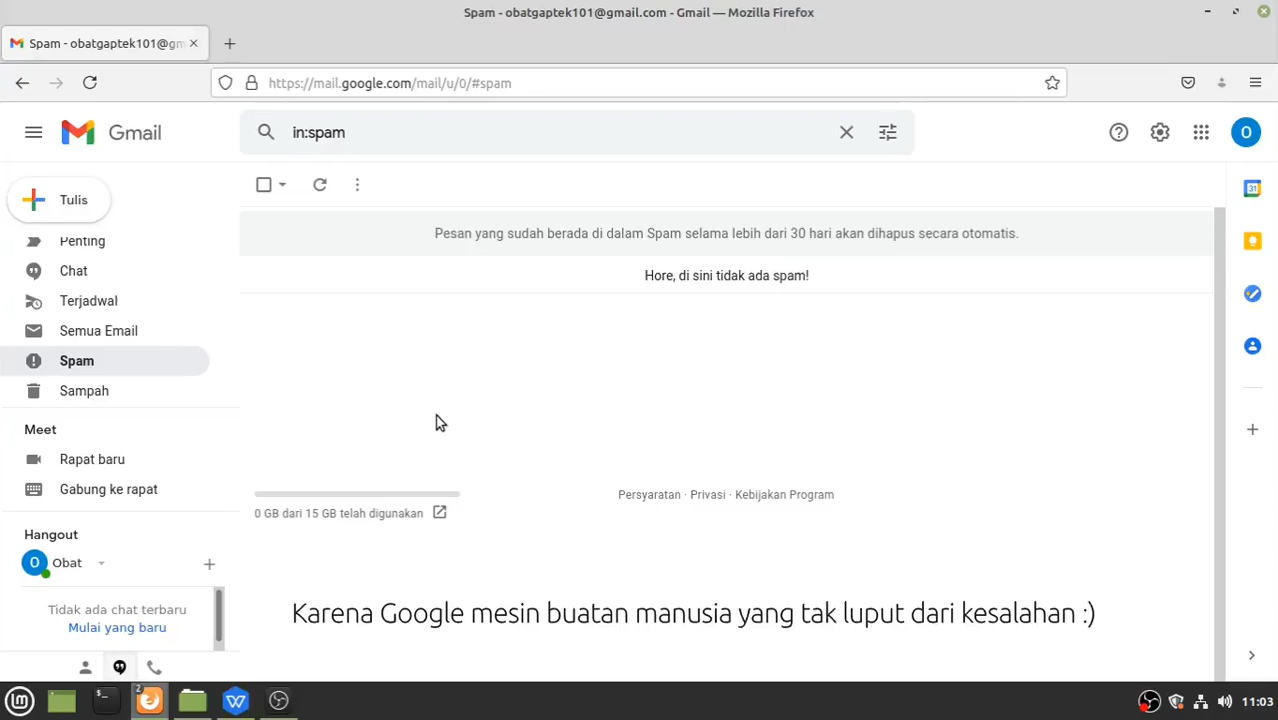 Spam - obatgaptek101@gmail.com - Gmail — Mozilla Firefox
Spam - obatgaptek101@gm
https://mail.google.com/mail/u/0/#spam
Gmail
in:spam
O
Tulis
31
Pesan yang sudah berada di dalam Spam selama lebih dari 30 hari akan dihapus secara otomatis.
Penting
Chat
Hore, di sini tidak ada spam!
Terjadwal
Semua Email
Spam
Sampah
Meet
Rapat baru
Gabung ke rapat
Persyaratan · Privasi · Kebijakan Program
0 GB dari 15 GB telah digunakan
Hangout
O Obat
Tidak ada chat terbaru
Mulai yang baru
Karena Google mesin buatan manusia yang tak luput dari kesalahan :)
2
11:03